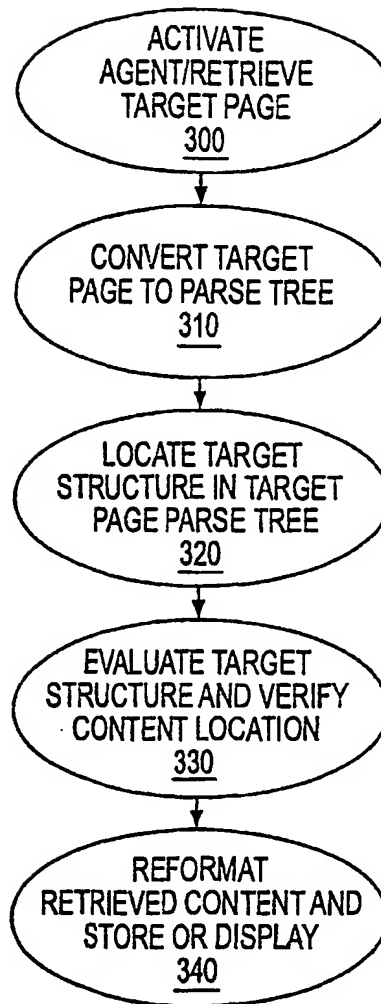 ACTIVATE
AGENT/RETRIEVE
TARGET PAGE
300
CONVERT TARGET
PAGE TO PARSE TREE
310
LOCATE TARGET
STRUCTURE IN TARGET
PAGE PARSE TREE
320
EVALUATE TARGET
STRUCTURE AND VERIFY
CONTENT LOCATION
330
REFORMAT
RETRIEVED CONTENT AND
STORE OR DISPLAY
340